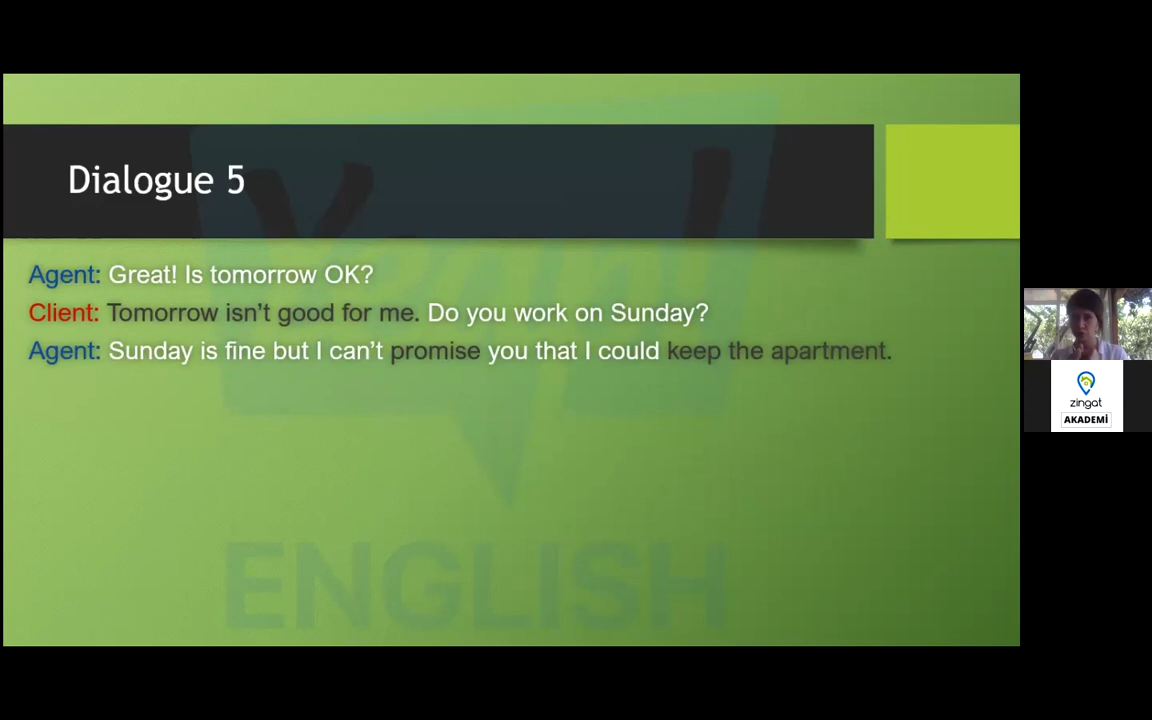 Dialogue 5
Agent: Great! Is tomorrow OK?
Client: Tomorrow isn't good for me. Do you work on Sunday?
Agent: Sunday is fine but I can't promise you that I could keep the apartment.
ENGLISH
zingat
AKADEMİ